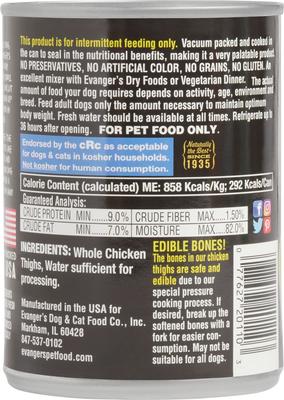 This product is for intermittent feeding only. Vacuum packed and cooked in
the can to seal in the nutritional benefits, making it a very palatable product.
NO PRESERVATIVES, NO ARTIFICIAL COLOR, NO GRAINS, NO GLUTEN. An
excellent mixer with Evanger's Dry Foods or Vegetarian Dinner. The actual
amount of food your dog requires depends on activity, age, environment and
breed. Feed adult dogs only the amount necessary to maintain optimum
body weight. Fresh water should be available at all times. Refrigerate up to
36 hours after opening. FOR PET FOOD ONLY.
Endorsed by the cRc as acceptable
for dogs & cats in kosher households.
Not kosher for human consumption.
Naturally
the Best
SINCE
1935
Calorie Content (calculated) ME: 858 Kcals/Kg; 292 Kcals/Can
Guaranteed Analysis:
CRUDE PROTEIN MIN.....9.0% CRUDE FIBER MAX.....1.50%
CRUDE FAT MIN.....7.0% MOISTURE MAX.....82.0%
INGREDIENTS: Whole Chicken
Thighs, Water sufficient for
processing.
Manufactured in the USA for
Evanger's Dog & Cat Food Co., Inc.
Markham, IL 60428
847-537-0102
evangerspetfood.com
EDIBLE BONES!
The bones in our chicken
thighs are safe and
edible due to our
special pressure
cooking process. If
desired, break up the
softened bones with a
fork for easier con-
sumption. May not be
suitable for all dogs.
7 77627 20110 3
USA